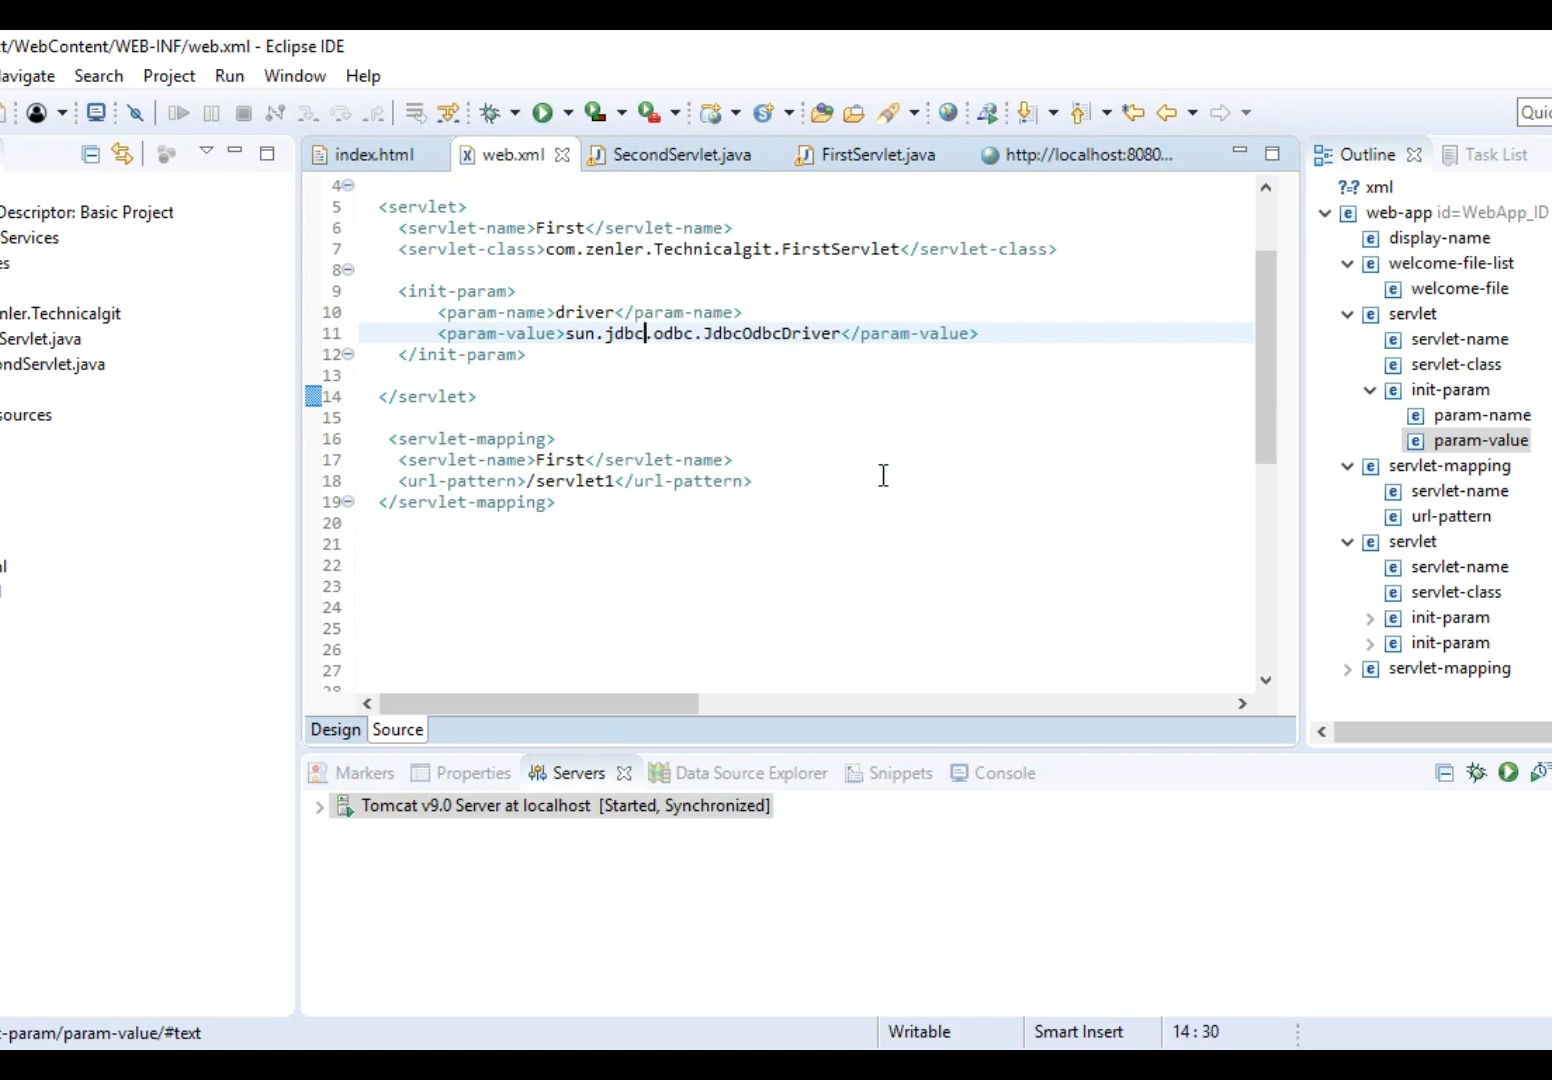 t/WebContent/WEB-INF/web.xml - Eclipse IDE
lavigate Search Project Run Window Help
Quic
index.html web.xml SecondServlet.java FirstServlet.java http://localhost:8080...
Outline Task List
Descriptor: Basic Project
Services
es
nler.Technicalgit
Servlet.java
ondServlet.java
sources
4
5 <servlet>
6 <servlet-name>First</servlet-name>
7 <servlet-class>com.zenler.Technicalgit.FirstServlet</servlet-class>
8
9 <init-param>
10 <param-name>driver</param-name>
11 <param-value>sun.jdbc.odbc.JdbcOdbcDriver</param-value>
12 </init-param>
13
14 </servlet>
15
16 <servlet-mapping>
17 <servlet-name>First</servlet-name>
18 <url-pattern>/servlet1</url-pattern>
19 </servlet-mapping>
20
21
22
23
24
25
26
27
28
Design Source
?=? xml
e web-app id=WebApp_ID
e display-name
e welcome-file-list
e welcome-file
e servlet
e servlet-name
e servlet-class
e init-param
e param-name
e param-value
e servlet-mapping
e servlet-name
e url-pattern
e servlet
e servlet-name
e servlet-class
e init-param
e init-param
e servlet-mapping
Markers Properties Servers Data Source Explorer Snippets Console
Tomcat v9.0 Server at localhost [Started, Synchronized]
t-param/param-value/#text
Writable Smart Insert 14 : 30